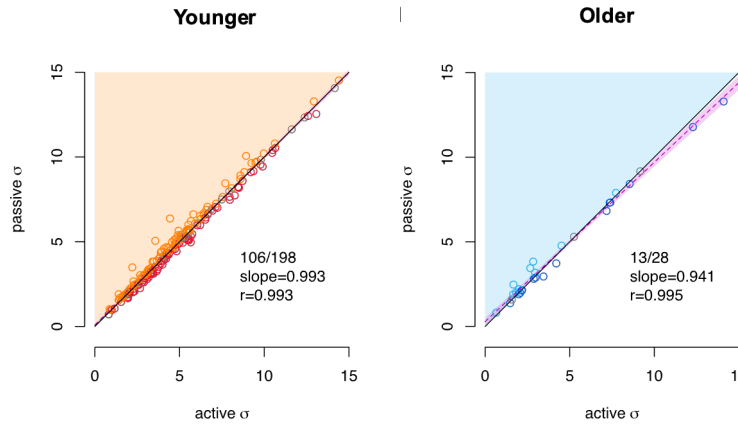 Younger
15
10
5
0
passive σ
106/198
slope=0.993
r=0.993
0 5 10 15
active σ
Older
15
10
5
0
passive σ
13/28
slope=0.941
r=0.995
0 5 10
active σ